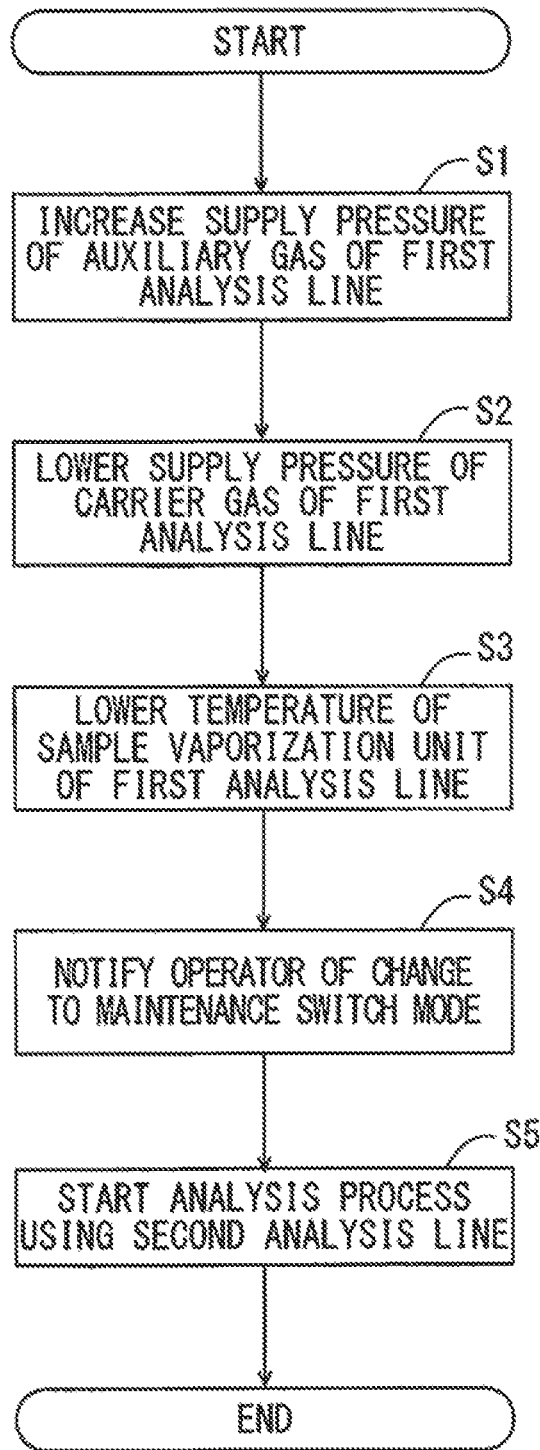 START
S1
INCREASE SUPPLY PRESSURE
OF AUXILIARY GAS OF FIRST
ANALYSIS LINE
S2
LOWER SUPPLY PRESSURE OF
CARRIER GAS OF FIRST
ANALYSIS LINE
S3
LOWER TEMPERATURE OF
SAMPLE VAPORIZATION UNIT
OF FIRST ANALYSIS LINE
S4
NOTIFY OPERATOR OF CHANGE
TO MAINTENANCE SWITCH MODE
S5
START ANALYSIS PROCESS
USING SECOND ANALYSIS LINE
END